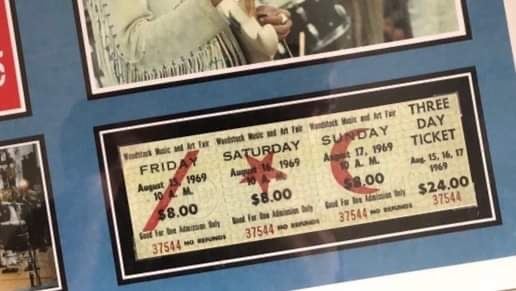 Woodstock Music and Art Fair
FRIDAY
August 15, 1969
10 A. M.
$8.00
Good For One Admission Only
37544 NO REFUNDS
Woodstock Music and Art Fair
SATURDAY
August 16, 1969
10 A. M.
$8.00
Good For One Admission Only
37544 NO REFUNDS
Woodstock Music and Art Fair
SUNDAY
August 17, 1969
10 A. M.
$8.00
Good For One Admission Only
37544 NO REFUNDS
THREE
DAY
TICKET
Aug. 15, 16, 17
1969
$24.00
37544